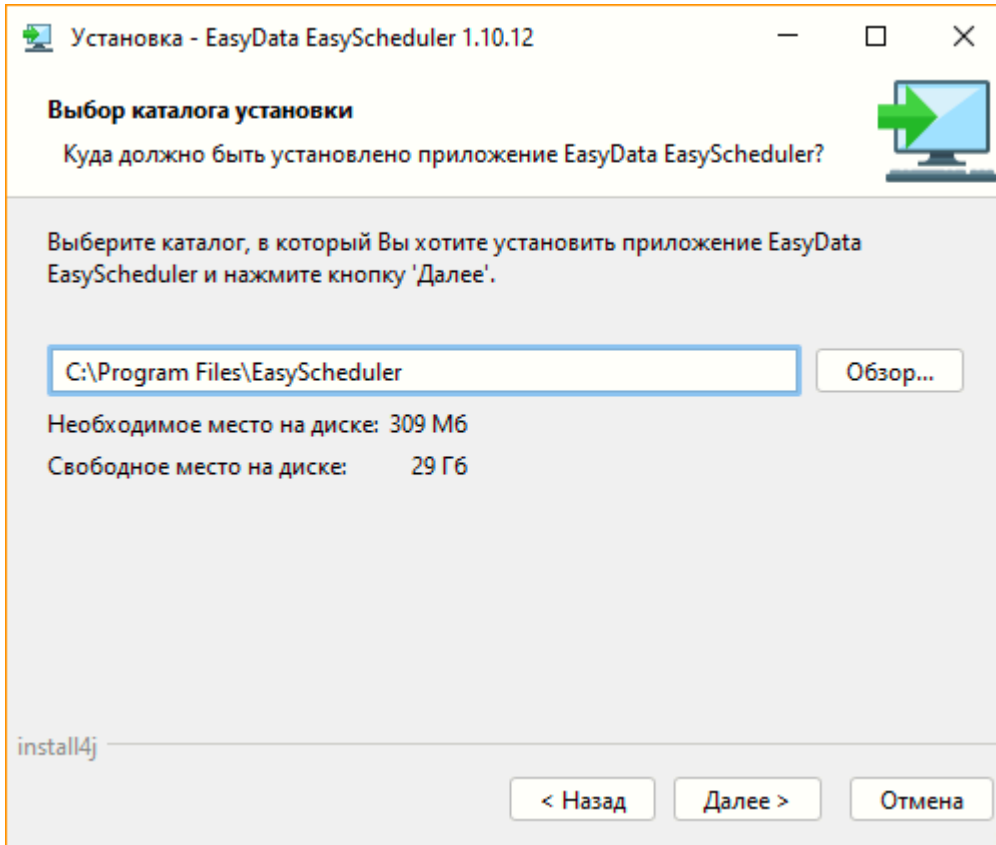 Установка - EasyData EasyScheduler 1.10.12
Выбор каталога установки
Куда должно быть установлено приложение EasyData EasyScheduler?
Выберите каталог, в который Вы хотите установить приложение EasyData
EasyScheduler и нажмите кнопку 'Далее'.
C:\Program Files\EasyScheduler
Обзор...
Необходимое место на диске: 309 Мб
Свободное место на диске: 29 Гб
install4j
< Назад
Далее >
Отмена